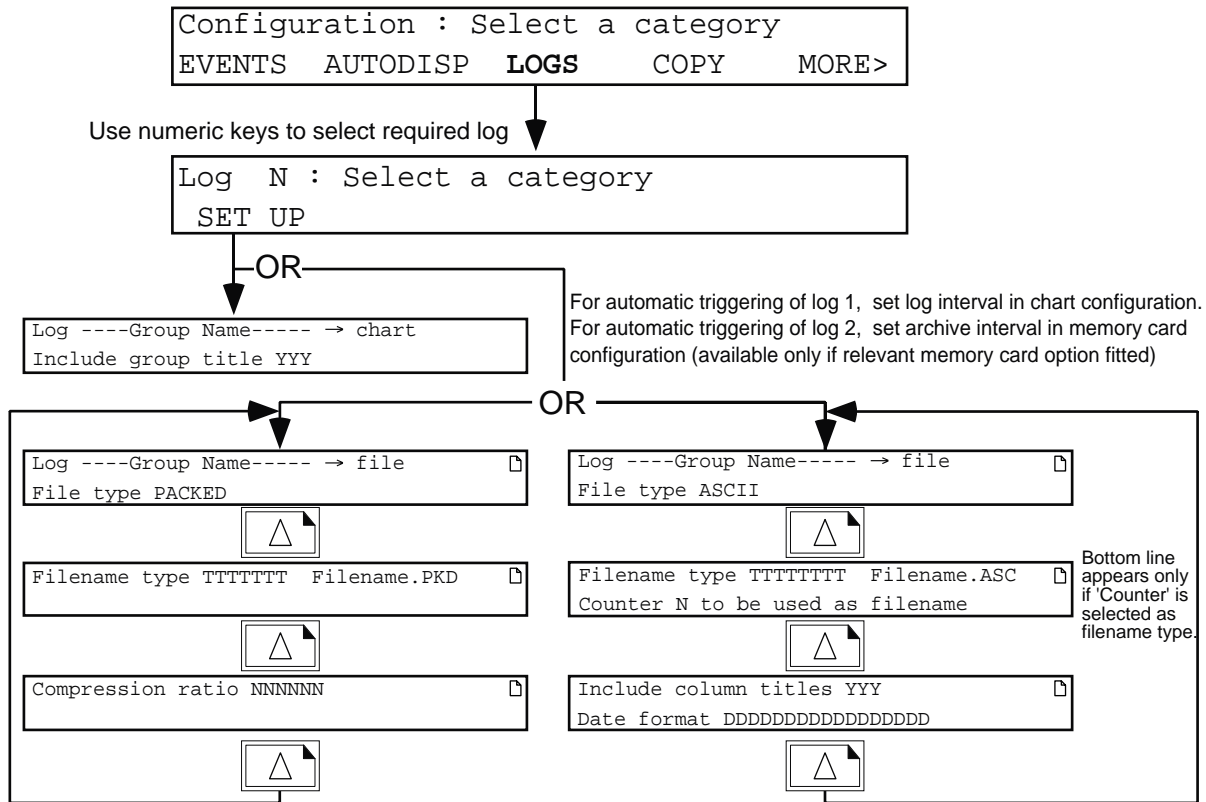 Configuration : Select a category
EVENTS AUTODISP LOGS COPY MORE>
Use numeric keys to select required log
Log N : Select a category
SET UP
OR
For automatic triggering of log 1, set log interval in chart configuration.
For automatic triggering of log 2, set archive interval in memory card
configuration (available only if relevant memory card option fitted)
Log ----Group Name----- → chart
Include group title YYY
OR
Log ----Group Name----- → file
File type PACKED
Filename type TTTTTTT Filename.PKD
Compression ratio NNNNNN
Log ----Group Name----- → file
File type ASCII
Filename type TTTTTTTT Filename.ASC
Counter N to be used as filename
Bottom line
appears only
if 'Counter' is
selected as
filename type.
Include column titles YYY
Date format DDDDDDDDDDDDDDDDD